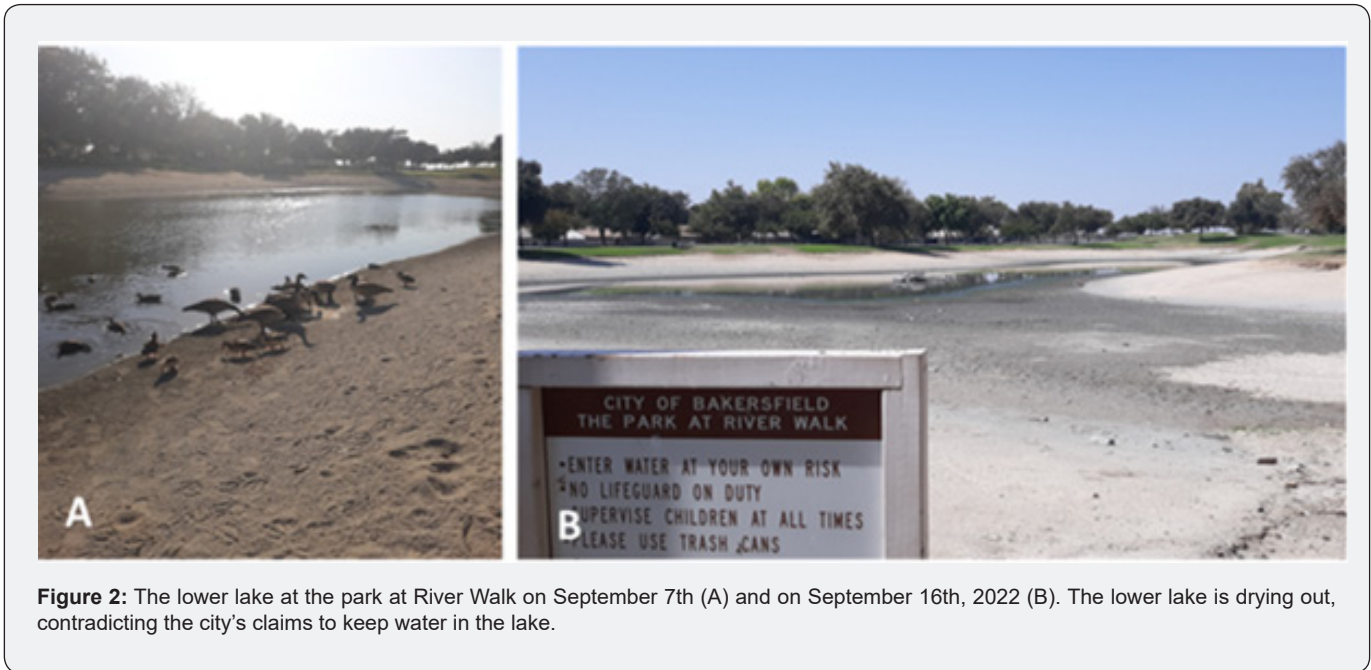 A
CITY OF BAKERSFIELD
THE PARK AT RIVER WALK
-ENTER WATER AT YOUR OWN RISK
NO LIFEGUARD ON DUTY
B
SUPERVISE CHILDREN AT ALL TIMES
PLEASE USE TRASH CANS
Figure 2: The lower lake at the park at River Walk on September 7th (A) and on September 16th, 2022 (B). The lower lake is drying out,
contradicting the city's claims to keep water in the lake.